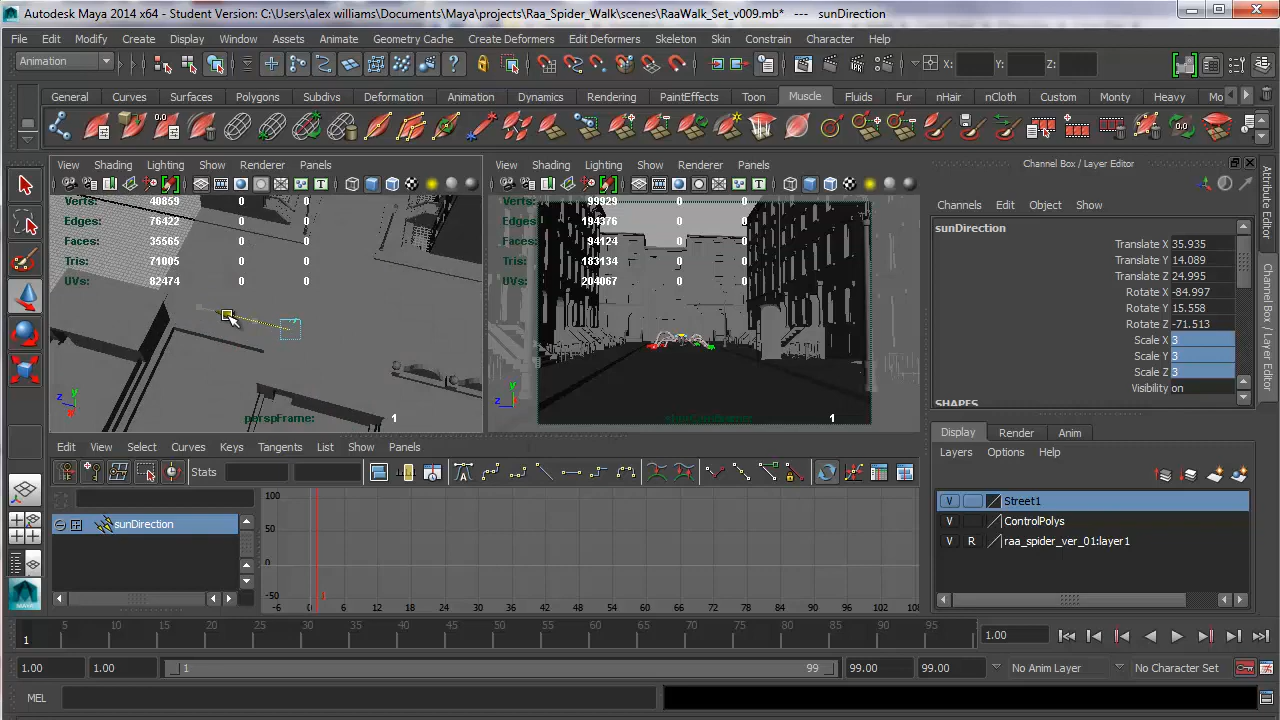 Autodesk Maya 2014 x64 - Student Version: C:\Users\alex williams\Documents\Maya\projects\Raa_Spider_Walk\scenes\RaaWalk_Set_v009.mb* --- sunDirection
File Edit Modify Create Display Window Assets Animate Geometry Cache Create Deformers Edit Deformers Skeleton Skin Constrain Character Help
Animation X: Y: Z:
General Curves Surfaces Polygons Subdivs Deformation Animation Dynamics Rendering PaintEffects Toon Muscle Fluids Fur nHair nCloth Custom Monty Heavy Mo
0.0 0.0
View Shading Lighting Show Renderer Panels
Verts: 40859 0 0
Edges: 76422 0 0
Faces: 35565 0 0
Tris: 71005 0 0
UVs: 82474 0 0
perspFrame: 1
View Shading Lighting Show Renderer Panels
Verts: 99929 0 0
Edges: 194376 0 0
Faces: 94124 0 0
Tris: 183134 0 0
UVs: 204067 0 0
1
Channel Box / Layer Editor
Channels Edit Object Show
sunDirection
Translate X 35.935
Translate Y 14.089
Translate Z 24.995
Rotate X -84.997
Rotate Y 15.558
Rotate Z -71.513
Scale X 3
Scale Y 3
Scale Z 3
Visibility on
SHAPES
Attribute Editor
Channel Box / Layer Editor
Display Render Anim
Layers Options Help
V Street1
V ControlPolys
V R raa_spider_ver_01:layer1
Edit View Select Curves Keys Tangents List Show Panels
Stats
sunDirection
100
50
0
-50
-6 0 6 12 18 24 30 36 42 48 54 60 66 72 78 84 90 96 102 108
1 5 10 15 20 25 30 35 40 45 50 55 60 65 70 75 80 85 90 95
1.00
1.00 1.00 1 99 99.00 99.00 No Anim Layer No Character Set
MEL
MAYA